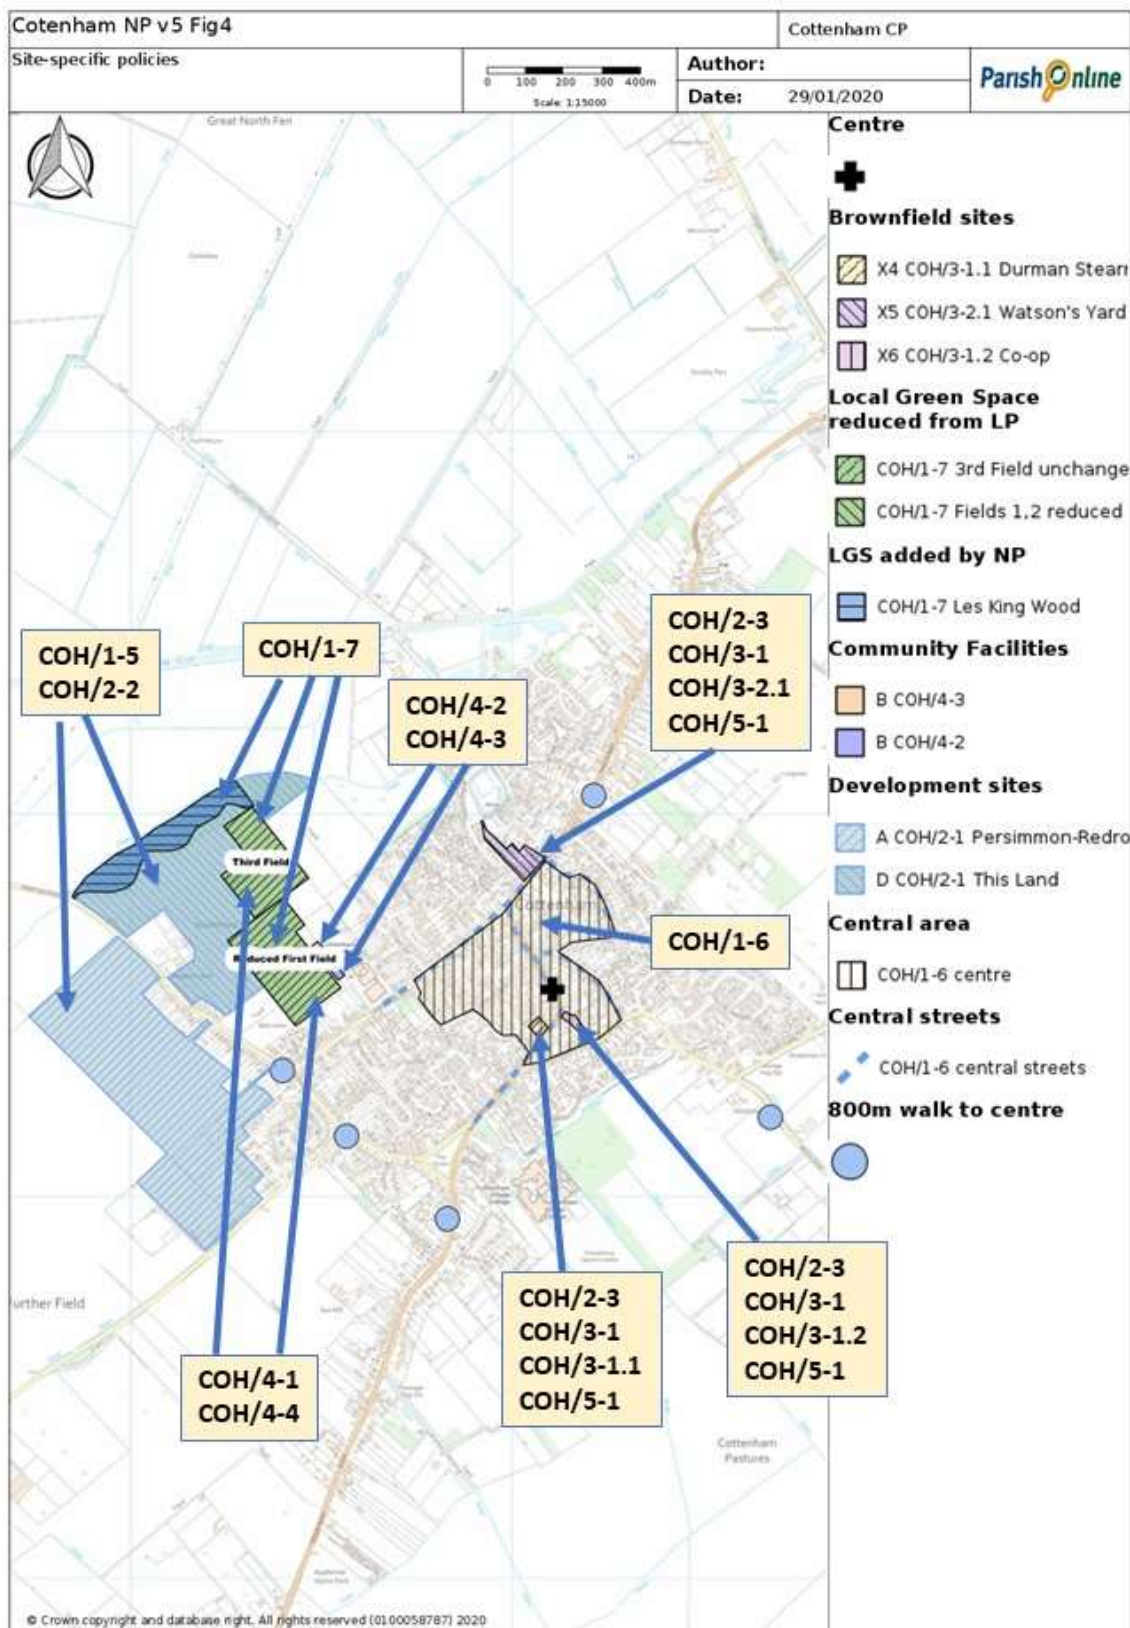 Cotenham NP v5 Fig4
Cottenham CP
Site-specific policies
0 100 200 300 400m
Scale: 1:15000
Author:
Date: 29/01/2020
Parish Online
Great North Fen
Centre
Brownfield sites
X4 COH/3-1.1 Durman Stearn
X5 COH/3-2.1 Watson's Yard
X6 COH/3-1.2 Co-op
Local Green Space
reduced from LP
COH/1-7 3rd Field unchange
COH/1-7 Fields 1,2 reduced
LGS added by NP
COH/1-7 Les King Wood
Community Facilities
B COH/4-3
B COH/4-2
Development sites
A COH/2-1 Persimmon-Redro
D COH/2-1 This Land
Central area
COH/1-6 centre
Central streets
COH/1-6 central streets
800m walk to centre
COH/1-5
COH/2-2
COH/1-7
COH/4-2
COH/4-3
COH/2-3
COH/3-1
COH/3-2.1
COH/5-1
Third Field
Reduced First Field
Cottenham
COH/1-6
COH/4-1
COH/4-4
COH/2-3
COH/3-1
COH/3-1.1
COH/5-1
COH/2-3
COH/3-1
COH/3-1.2
COH/5-1
urther Field
Cottenham
Pastures
© Crown copyright and database right. All rights reserved (0100058787) 2020